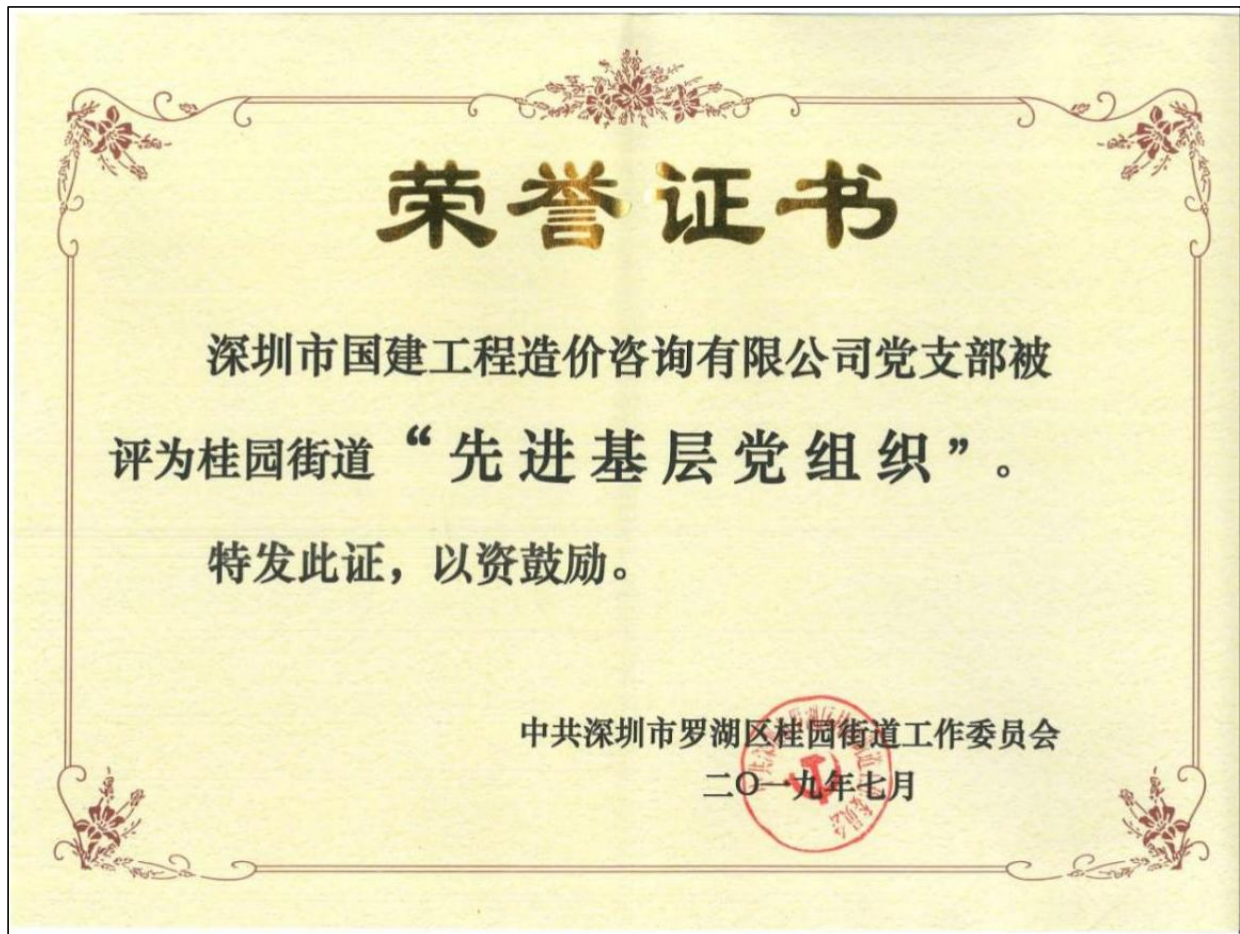 荣誉证书
深圳市国建工程造价咨询有限公司党支部被
评为桂园街道“先进基层党组织”。
特发此证，以资鼓励。
中共深圳市罗湖区桂园街道工作委员会
二〇一九年七月